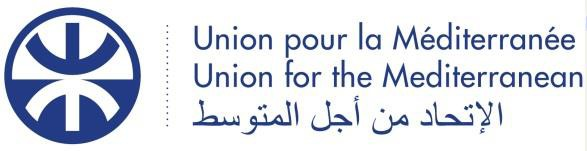 Union pour la Méditerranée
Union for the Mediterranean
الإتحاد من أجل المتوسط